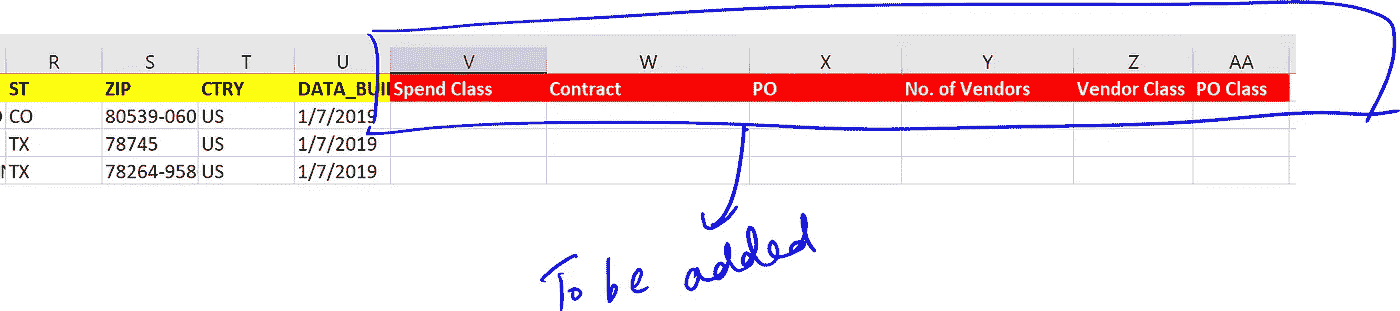 R S T U V W X Y Z AA
ST ZIP CTRY DATA_BUI Spend Class Contract PO No. of Vendors Vendor Class PO Class
CO 80539-060 US 1/7/2019
TX 78745 US 1/7/2019
TX 78264-958 US 1/7/2019
To be added